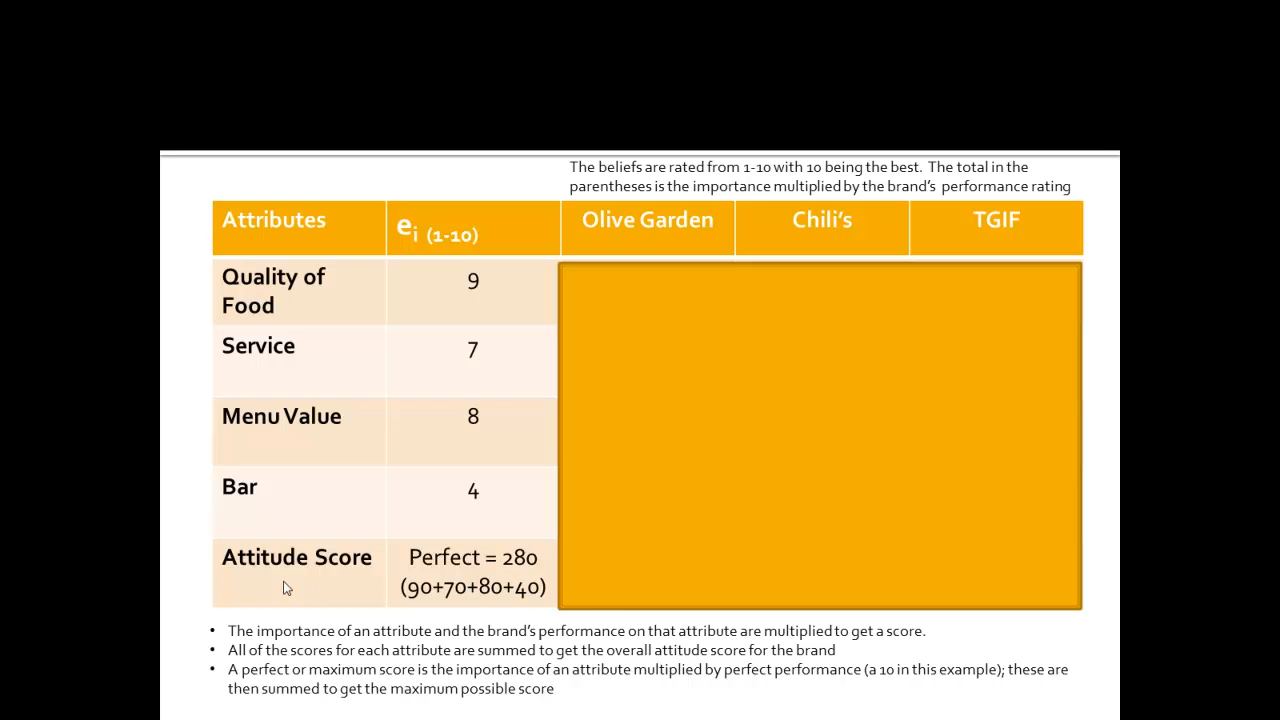 The beliefs are rated from 1-10 with 10 being the best. The total in the
parentheses is the importance multiplied by the brand's performance rating
Attributes ei (1-10) Olive Garden Chili's TGIF
Quality of
Food
9
Service 7
Menu Value 8
Bar 4
Attitude Score Perfect = 280
(90+70+80+40)
• The importance of an attribute and the brand's performance on that attribute are multiplied to get a score.
• All of the scores for each attribute are summed to get the overall attitude score for the brand
• A perfect or maximum score is the importance of an attribute multiplied by perfect performance (a 10 in this example); these are
then summed to get the maximum possible score